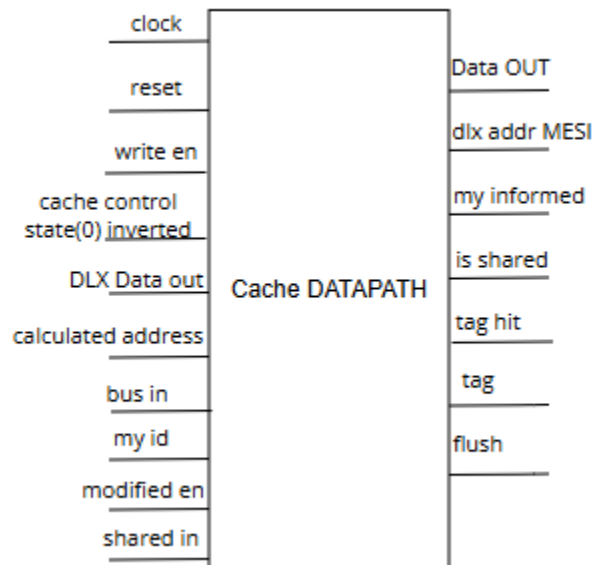 clock
reset
write en
cache control
state(0) inverted
DLX Data out
calculated address
bus in
my id
modified en
shared in
Cache DATAPATH
Data OUT
dlx addr MESI
my informed
is shared
tag hit
tag
flush